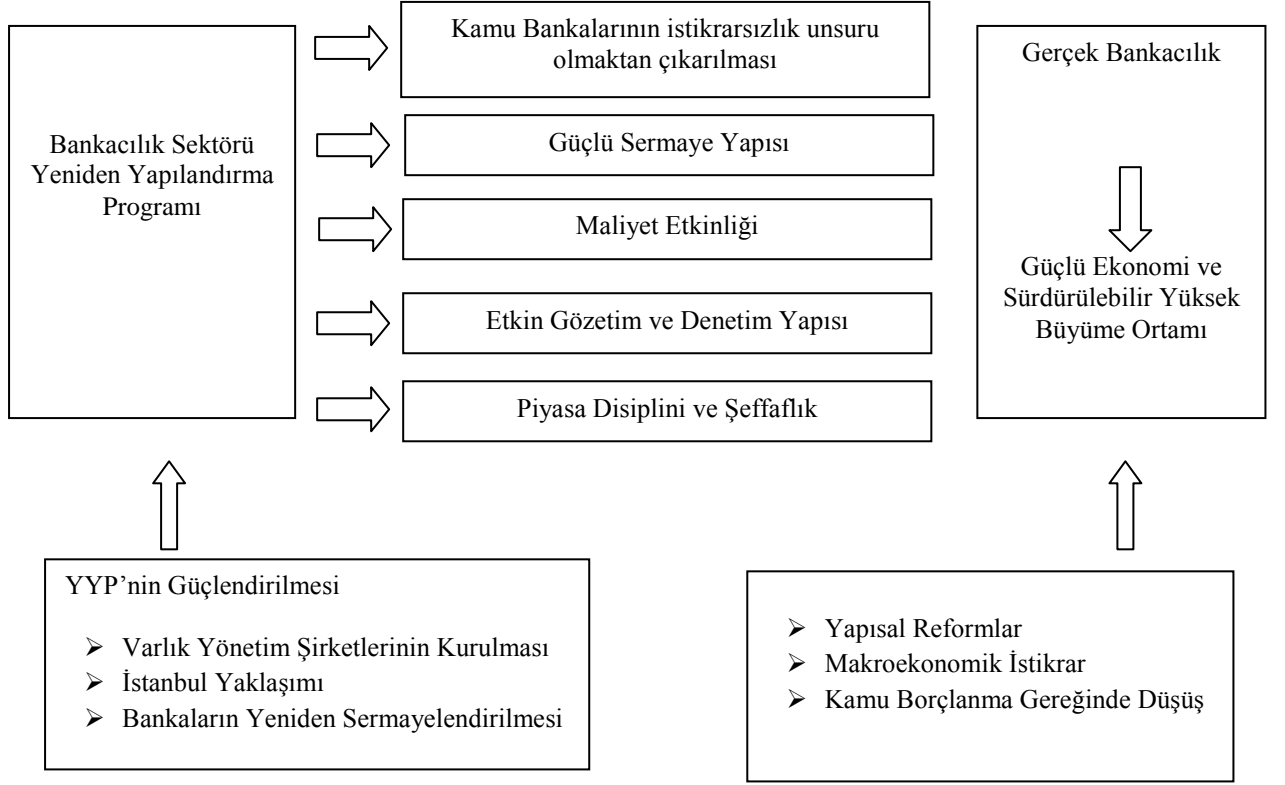 Bankacılık Sektörü
Yeniden Yapılandırma
Programı
Kamu Bankalarının istikrarsızlık unsuru
olmaktan çıkarılması
Güçlü Sermaye Yapısı
Maliyet Etkinliği
Etkin Gözetim ve Denetim Yapısı
Piyasa Disiplini ve Şeffaflık
Gerçek Bankacılık
Güçlü Ekonomi ve
Sürdürülebilir Yüksek
Büyüme Ortamı
YYP’nin Güçlendirilmesi
➢ Varlık Yönetim Şirketlerinin Kurulması
➢ İstanbul Yaklaşımı
➢ Bankaların Yeniden Sermayelendirilmesi
➢ Yapısal Reformlar
➢ Makroekonomik İstikrar
➢ Kamu Borçlanma Gereğinde Düşüş